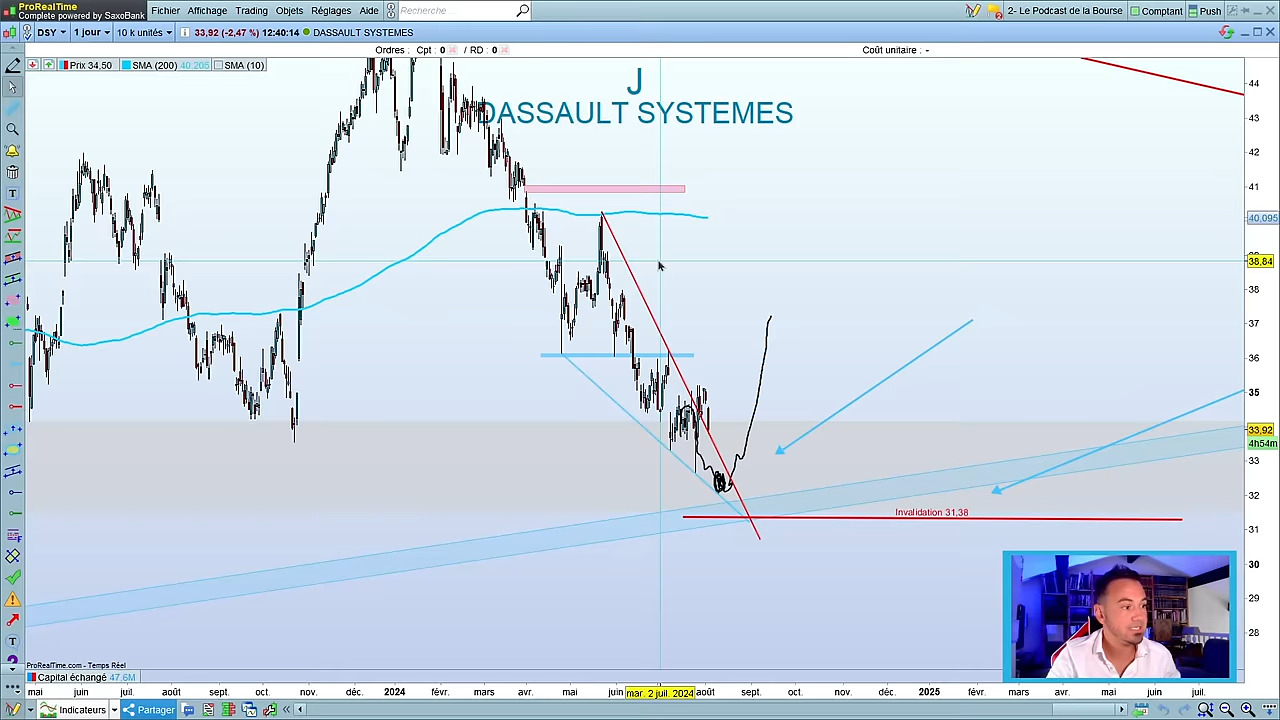 ProRealTime
Complete powered by SaxoBank
Fichier Affichage Trading Objets Réglages Aide
Recherche
2- Le Podcast de la Bourse
Comptant
Push
DSY
1 jour
10 k unités
33,92 (-2,47 %) 12:40:14
DASSAULT SYSTEMES
Ordres : Cpt : 0 / RD : 0
Coût unitaire : -
Prix 34,50
SMA (200) 40.205
SMA (10)
J
DASSAULT SYSTEMES
44
43
42
41
40,095
38,84
38
37
36
35
33,92
4h54m
33
32
31
30
29
28
Invalidation 31,38
ProRealTime.com - Temps Réel
Capital échangé 47,6M
mai juin juil. août sept. oct. nov. déc. 2024 févr. mars avr. mai juin mar. 2 juil. 2024 août sept. oct. nov. déc. 2025 févr. mars avr. mai juin juil.
Indicateurs
Partager